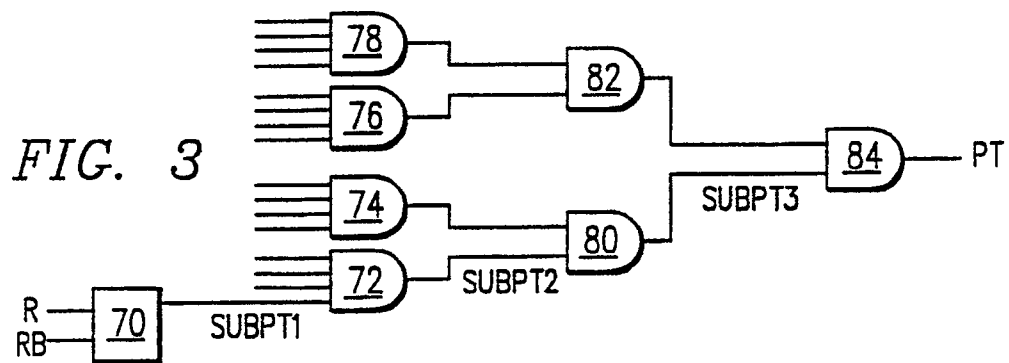 78
82
76
FIG. 3
84
PT
74
SUBPT3
80
72
SUBPT2
R
70
SUBPT1
RB